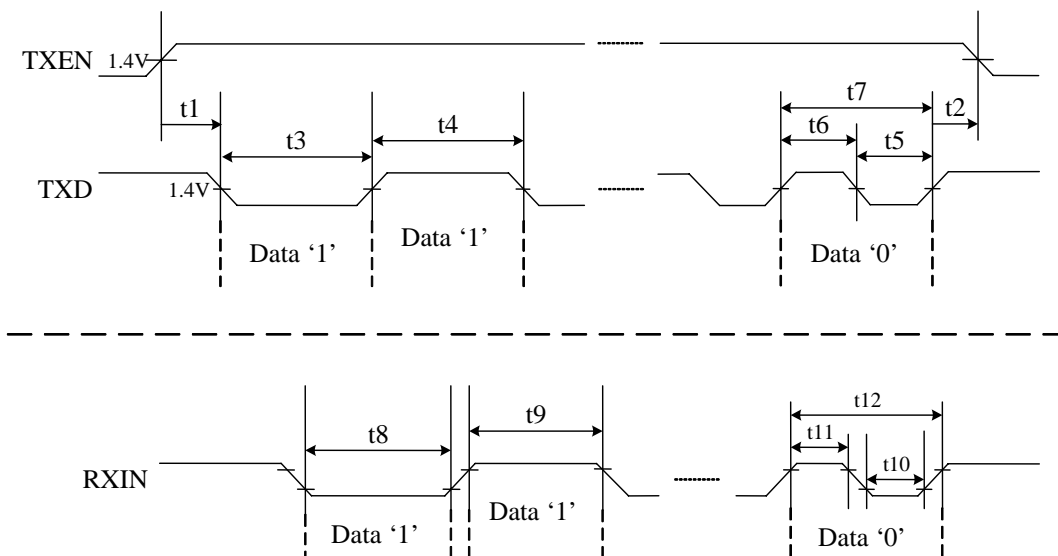 TXEN
1.4V
t1
t3
t4
t7
t6
t5
t2
TXD
1.4V
Data ‘1’
Data ‘1’
Data ‘0’
t8
t9
t12
t11
t10
RXIN
Data ‘1’
Data ‘1’
Data ‘0’